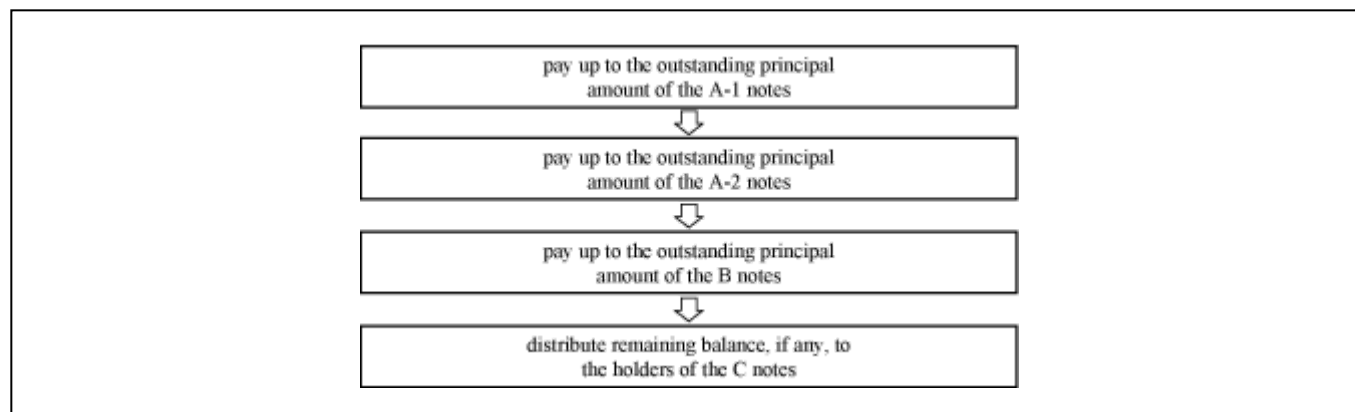 pay up to the outstanding principal
amount of the A-1 notes
pay up to the outstanding principal
amount of the A-2 notes
pay up to the outstanding principal
amount of the B notes
distribute remaining balance, if any, to
the holders of the C notes